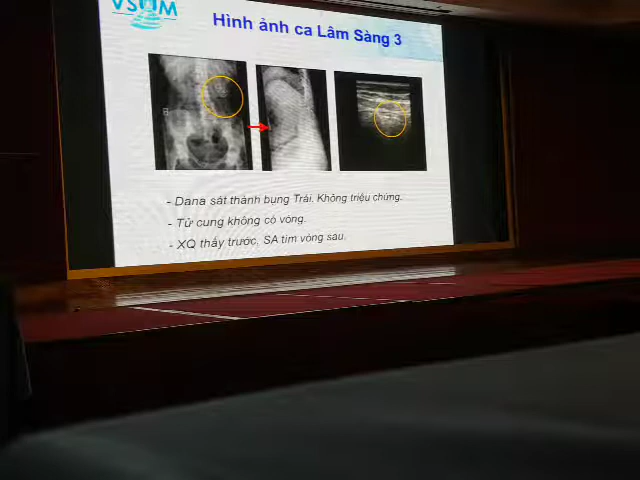 VSUM
Hình ảnh ca Lâm Sàng 3
- Dana sát thành bụng Trái. Không triệu chứng.
- Tử cung không có vòng.
- XQ thấy trước, SA tìm vòng sau.